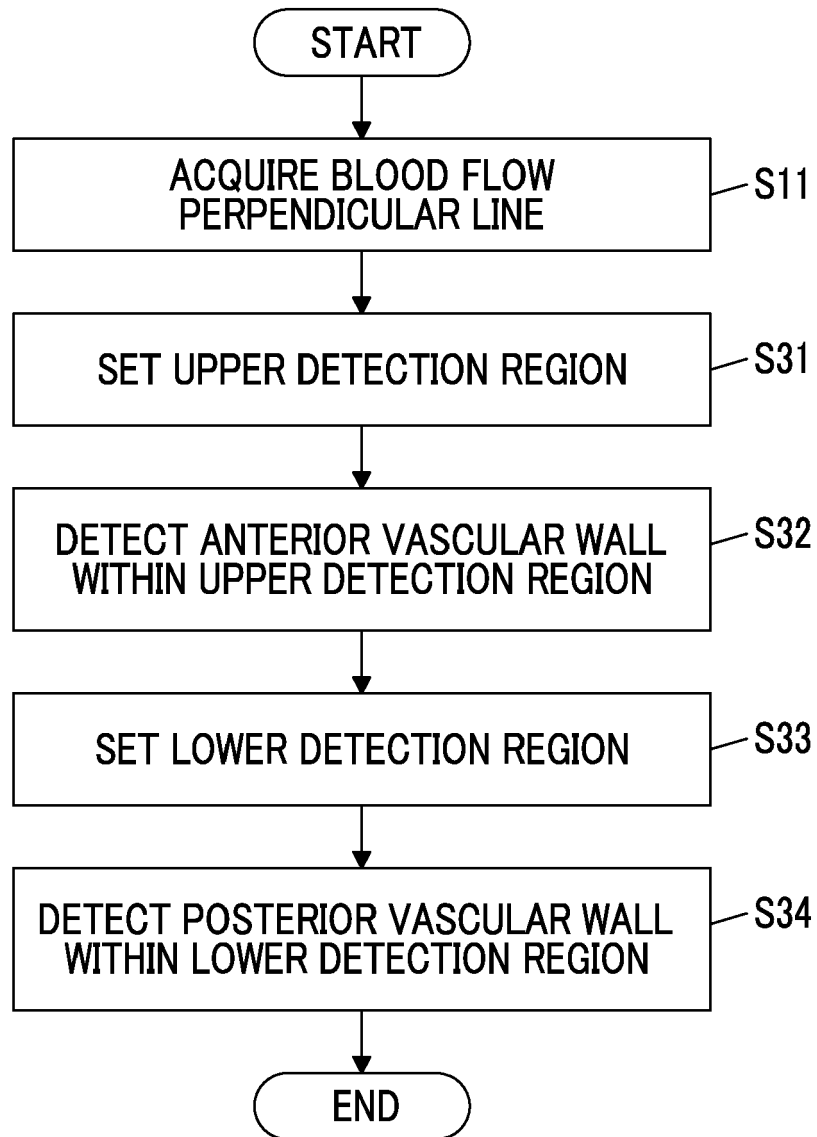 START
ACQUIRE BLOOD FLOW
PERPENDICULAR LINE
S11
SET UPPER DETECTION REGION
S31
DETECT ANTERIOR VASCULAR WALL
WITHIN UPPER DETECTION REGION
S32
SET LOWER DETECTION REGION
S33
DETECT POSTERIOR VASCULAR WALL
WITHIN LOWER DETECTION REGION
S34
END